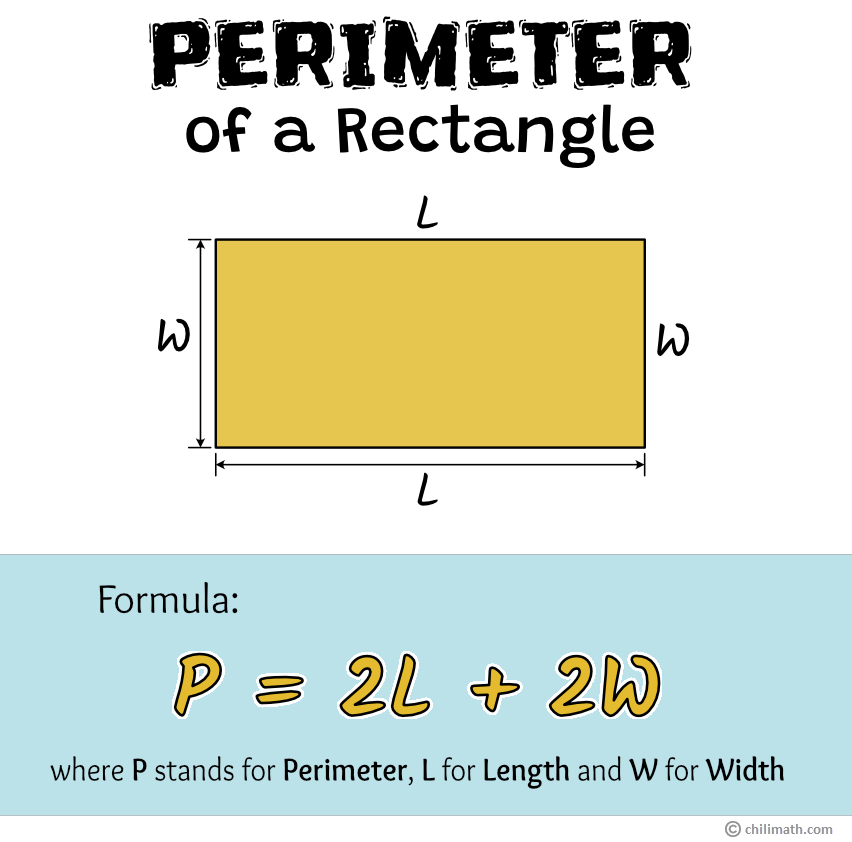 PERIMETER
of a Rectangle
L
W
W
L
Formula:
P = 2L + 2W
where P stands for Perimeter, L for Length and W for Width
© chilimath.com